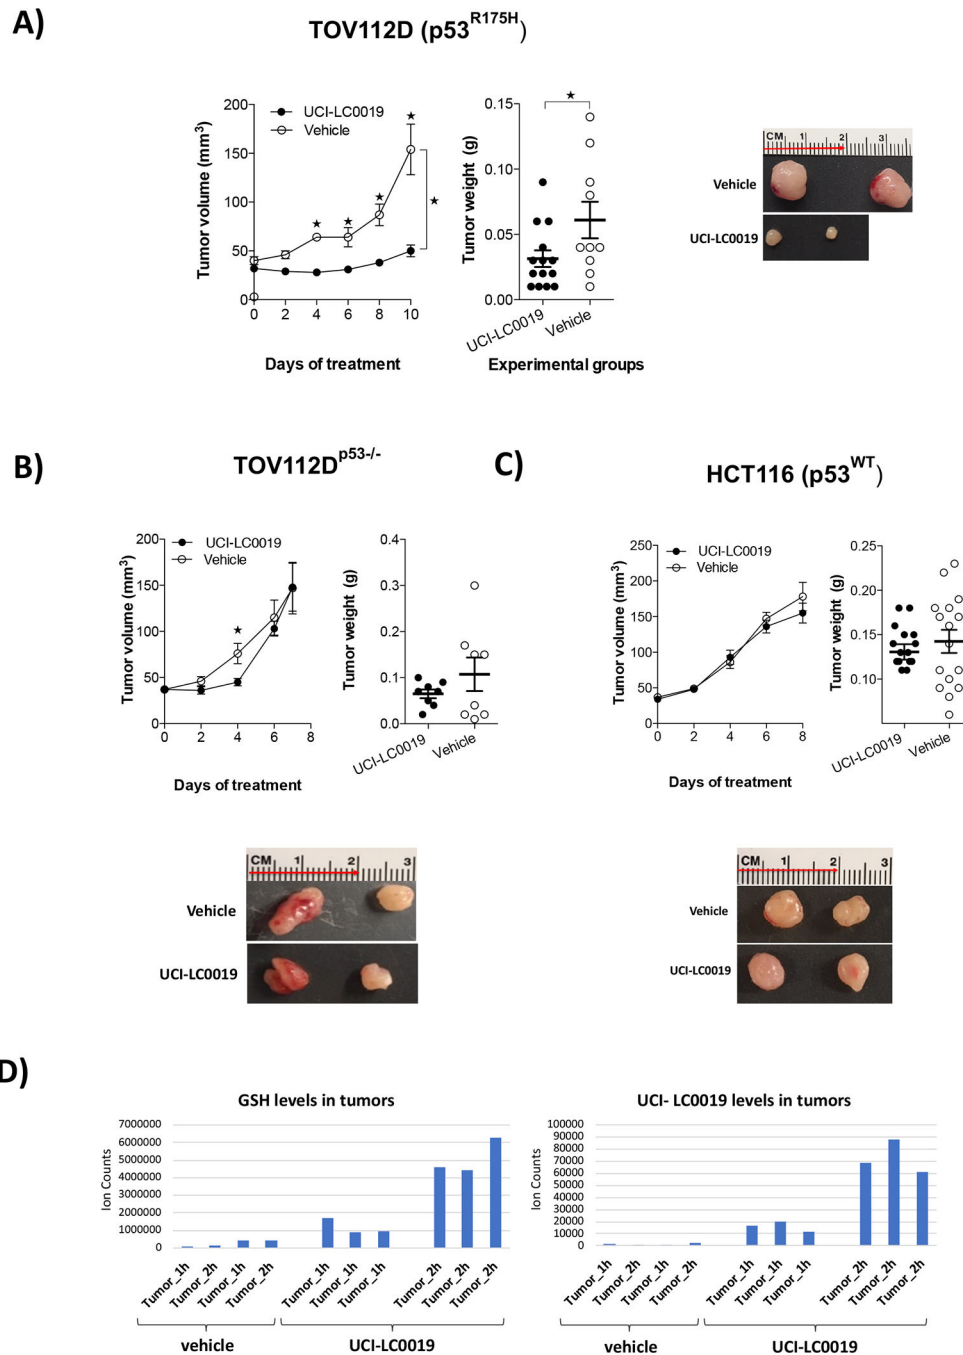 A)
TOV112D (p53R175H)
Tumor volume (mm3)
200
150
100
50
0
UCI-LC0019
Vehicle
★
★
★
★
★
0 2 4 6 8 10
Days of treatment
Tumor weight (g)
0.15
0.10
0.05
0.00
★
UCI-LC0019
Vehicle
Experimental groups
CM 1 2 3
Vehicle
UCI-LC0019
B)
TOV112Dp53-/-
Tumor volume (mm3)
200
150
100
50
0
UCI-LC0019
Vehicle
★
0 2 4 6 8
Days of treatment
Tumor weight (g)
0.4
0.3
0.2
0.1
0.0
UCI-LC0019
Vehicle
CM 1 2 3
Vehicle
UCI-LC0019
C)
HCT116 (p53WT)
Tumor volume (mm3)
250
200
150
100
50
0
UCI-LC0019
Vehicle
0 2 4 6 8
Days of treatment
Tumor weight (g)
0.25
0.20
0.15
0.10
UCI-LC0019
Vehicle
CM 1 2 3
Vehicle
UCI-LC0019
D)
GSH levels in tumors
Ion Counts
7000000
6000000
5000000
4000000
3000000
2000000
1000000
0
Tumor_1h
Tumor_2h
Tumor_1h
Tumor_2h
Tumor_1h
Tumor_1h
Tumor_1h
Tumor_2h
Tumor_2h
Tumor_2h
vehicle
UCI-LC0019
UCI- LC0019 levels in tumors
Ion Counts
100000
90000
80000
70000
60000
50000
40000
30000
20000
10000
0
Tumor_1h
Tumor_2h
Tumor_1h
Tumor_2h
Tumor_1h
Tumor_1h
Tumor_1h
Tumor_2h
Tumor_2h
Tumor_2h
vehicle
UCI-LC0019